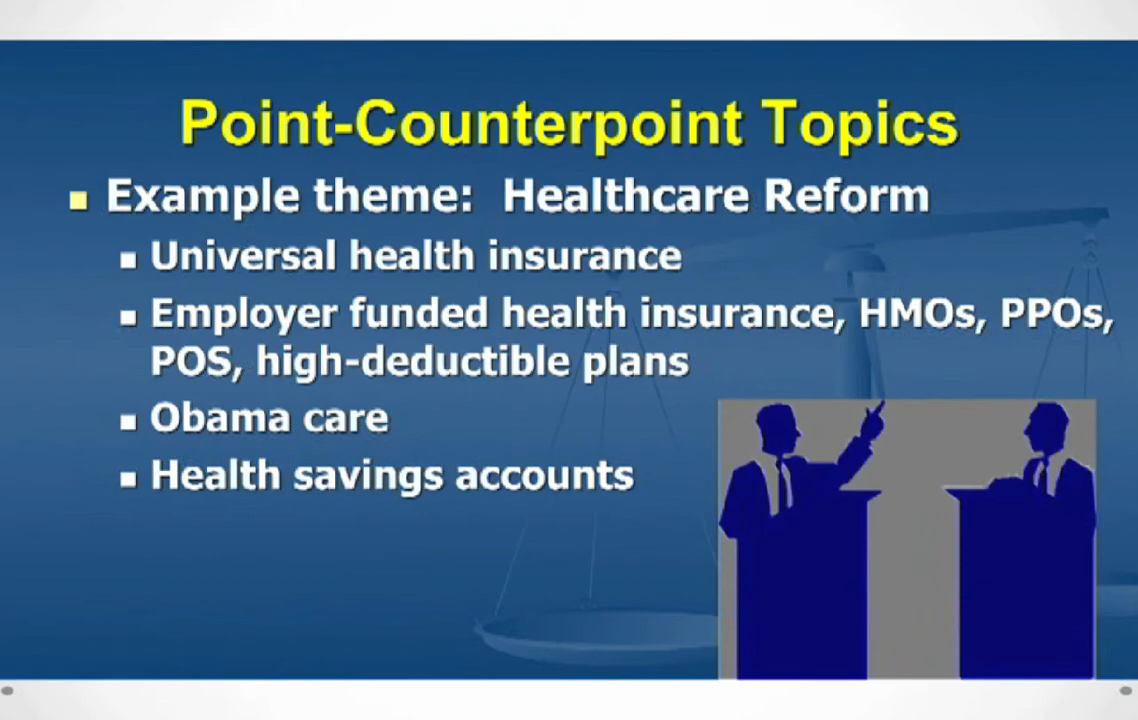 Point-Counterpoint Topics
Example theme: Healthcare Reform
Universal health insurance
Employer funded health insurance, HMOs, PPOs,
POS, high-deductible plans
Obama care
Health savings accounts